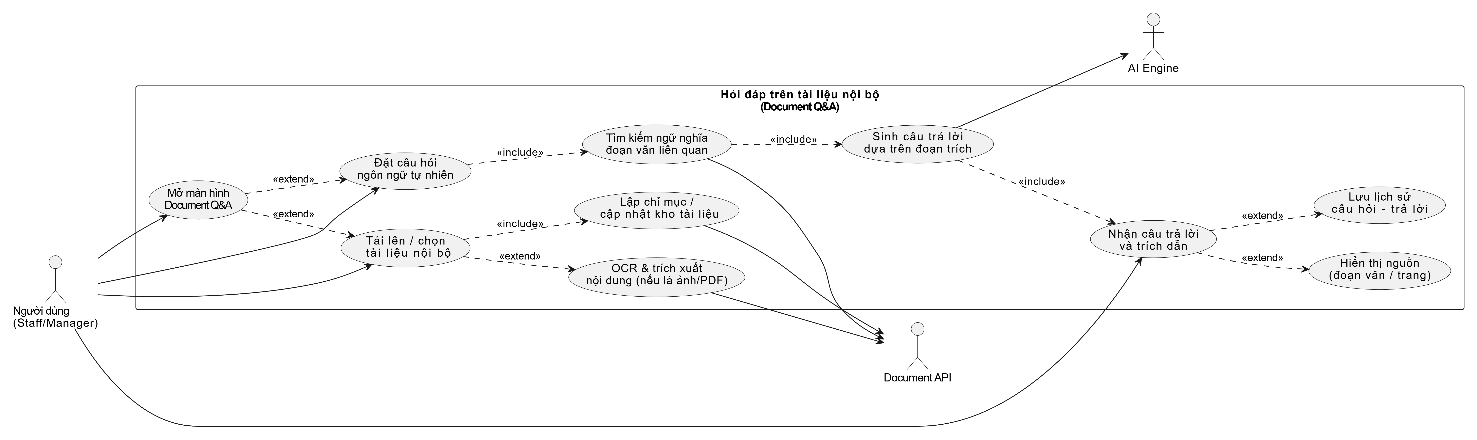 AI Engine
Hỏi đáp trên tài liệu nội bộ
(Document Q&A)
Tìm kiếm ngữ nghĩa
đoạn văn liên quan
«include»
Sinh câu trả lời
dựa trên đoạn trích
Đặt câu hỏi
ngôn ngữ tự nhiên
«include»
«extend»
«include»
Mở màn hình
Document Q&A
Lập chỉ mục /
cập nhật kho tài liệu
Lưu lịch sử
câu hỏi - trả lời
«extend»
«include»
«extend»
Tải lên / chọn
tài liệu nội bộ
Nhận câu trả lời
và trích dẫn
«extend»
OCR & trích xuất
nội dung (nếu là ảnh/PDF)
«extend»
Hiển thị nguồn
(đoạn văn / trang)
Người dùng
(Staff/Manager)
Document API